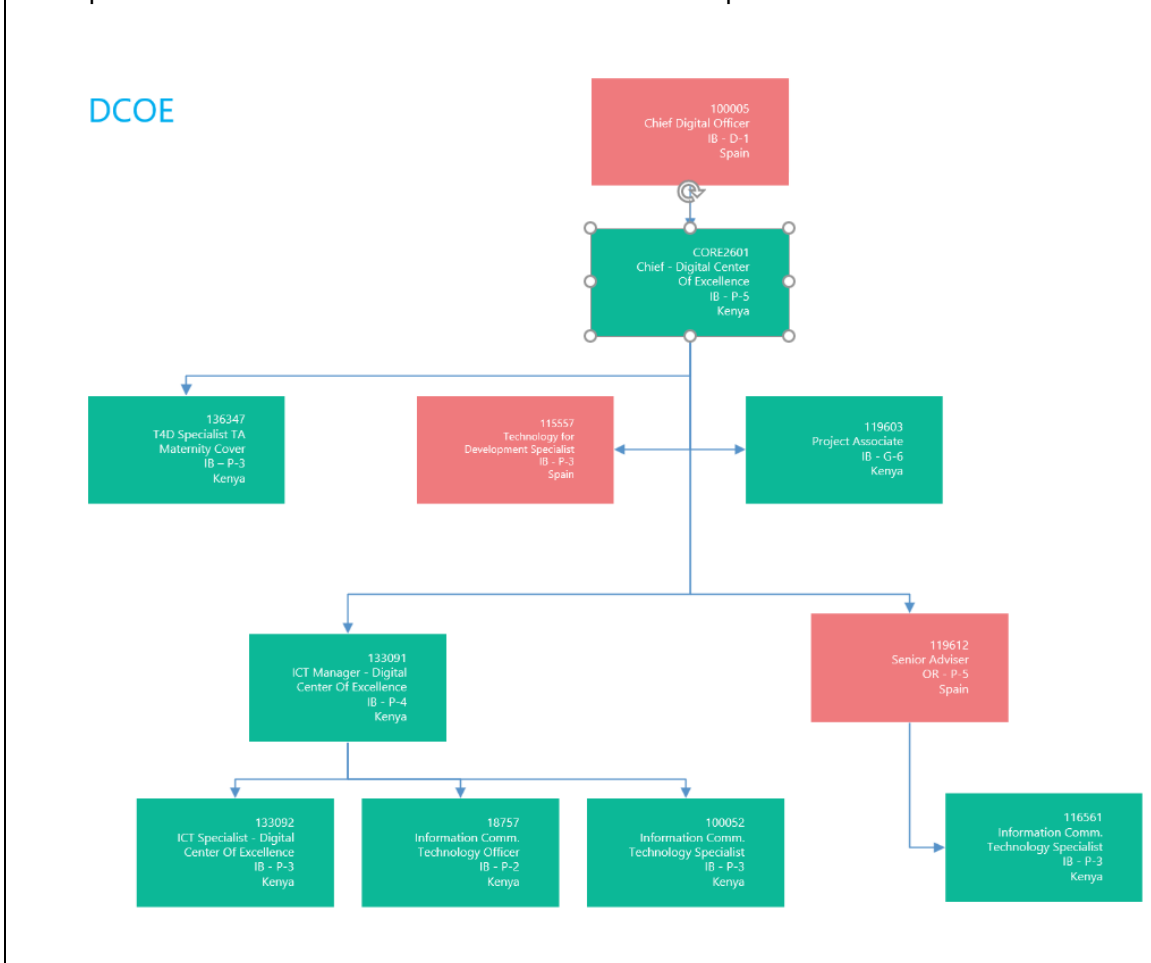 DCOE
100005
Chief Digital Officer
IB - D-1
Spain
CORE2601
Chief - Digital Center
Of Excellence
IB - P-5
Kenya
136347
T4D Specialist TA
Maternity Cover
IB – P-3
Kenya
115557
Technology for
Development Specialist
IB - P-3
Spain
119603
Project Associate
IB - G-6
Kenya
133091
ICT Manager - Digital
Center Of Excellence
IB - P-4
Kenya
119612
Senior Adviser
OR - P-5
Spain
133092
ICT Specialist - Digital
Center Of Excellence
IB - P-3
Kenya
18757
Information Comm.
Technology Officer
IB - P-2
Kenya
100052
Information Comm.
Technology Specialist
IB - P-3
Kenya
116561
Information Comm.
Technology Specialist
IB - P-3
Kenya